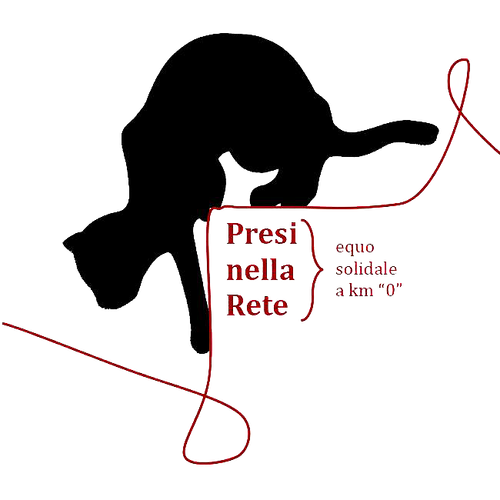 Presi
nella
Rete
equo
solidale
a km “0”